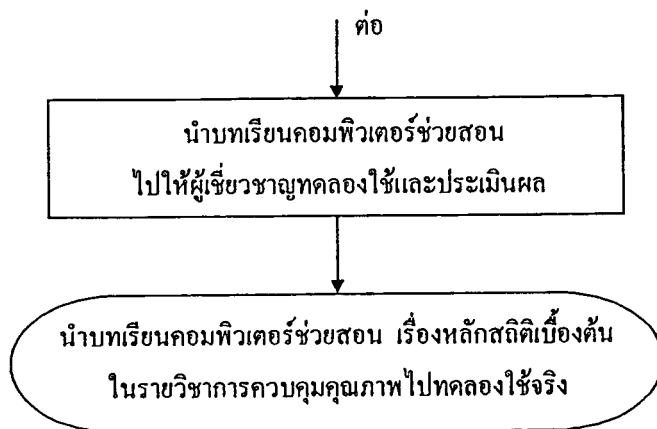 ต่อ
นำบทเรียนคอมพิวเตอร์ช่วยสอน
ไปให้ผู้เชี่ยวชาญทดลองใช้และประเมินผล
นำบทเรียนคอมพิวเตอร์ช่วยสอน เรื่องหลักสถิติเบื้องต้น
ในรายวิชาการควบคุมคุณภาพไปทดลองใช้จริง